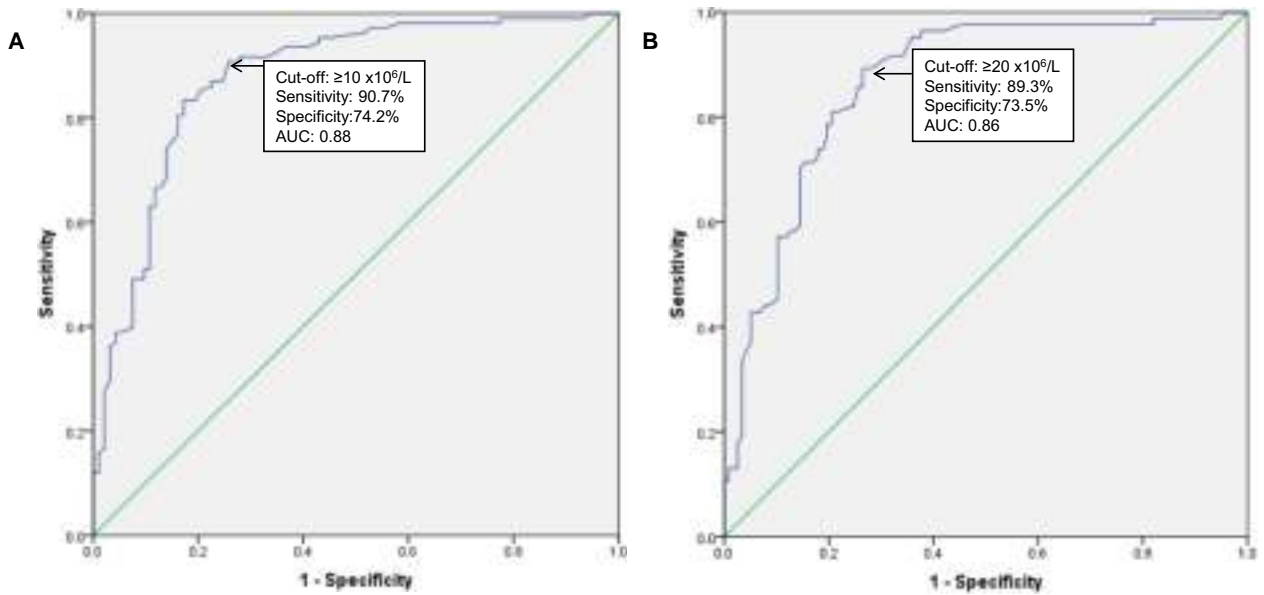 A
1.0
0.8
0.6
0.4
0.2
0.0
Sensitivity
Cut-off: ≥10 x10⁶/L
Sensitivity: 90.7%
Specificity:74.2%
AUC: 0.88
0.0 0.2 0.4 0.6 0.8 1.0
1 - Specificity
B
1.0
0.8
0.6
0.4
0.2
0.0
Sensitivity
Cut-off: ≥20 x10⁶/L
Sensitivity: 89.3%
Specificity:73.5%
AUC: 0.86
0.0 0.2 0.4 0.6 0.8 1.0
1 - Specificity